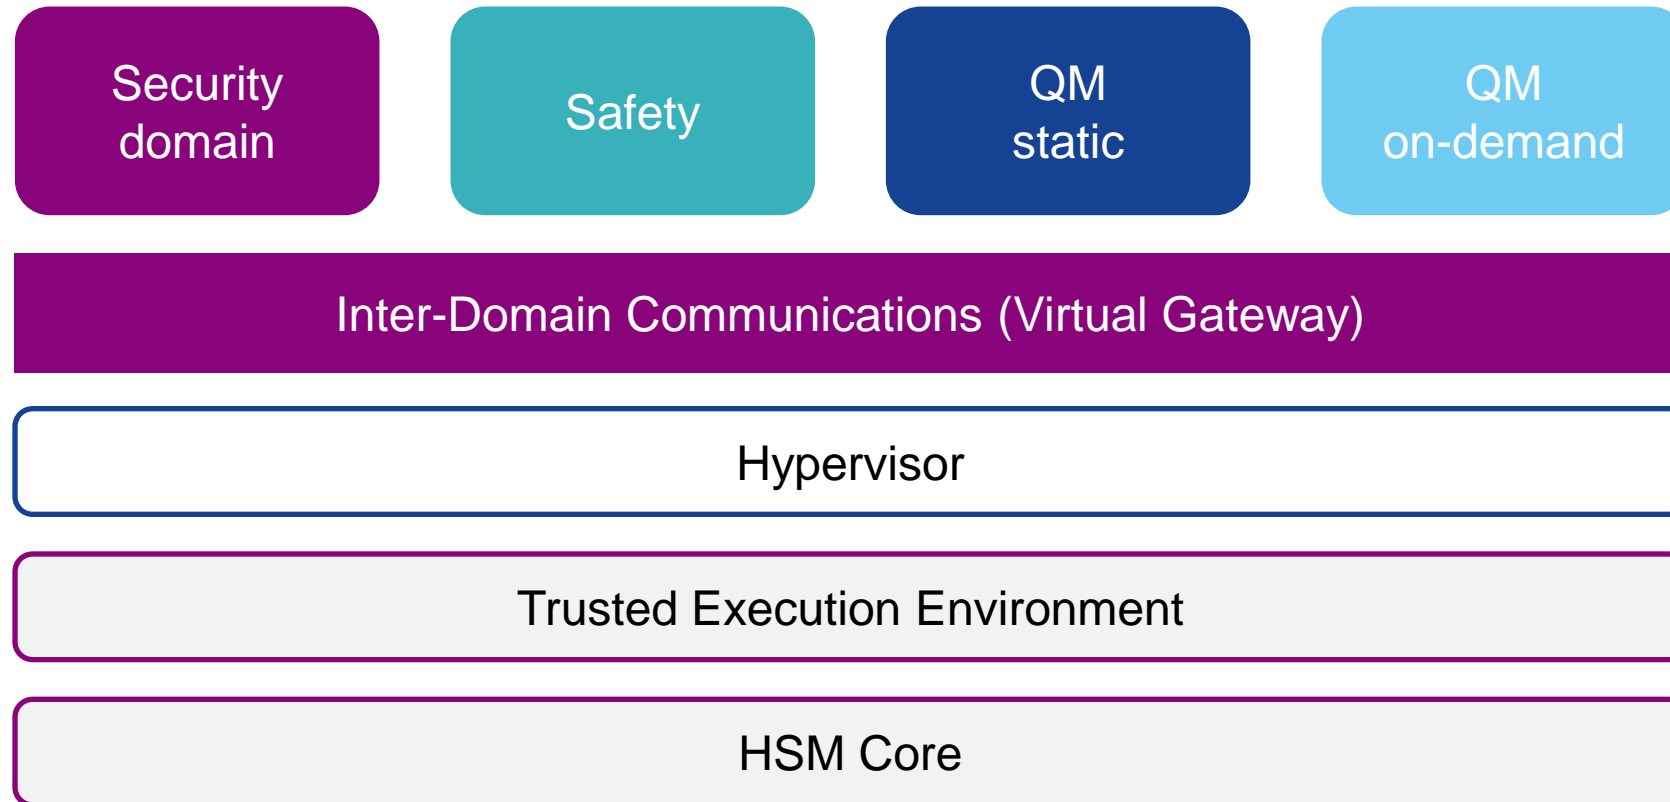 Security
domain
Safety
QM
static
QM
on-demand
Inter-Domain Communications (Virtual Gateway)
Hypervisor
Trusted Execution Environment
HSM Core